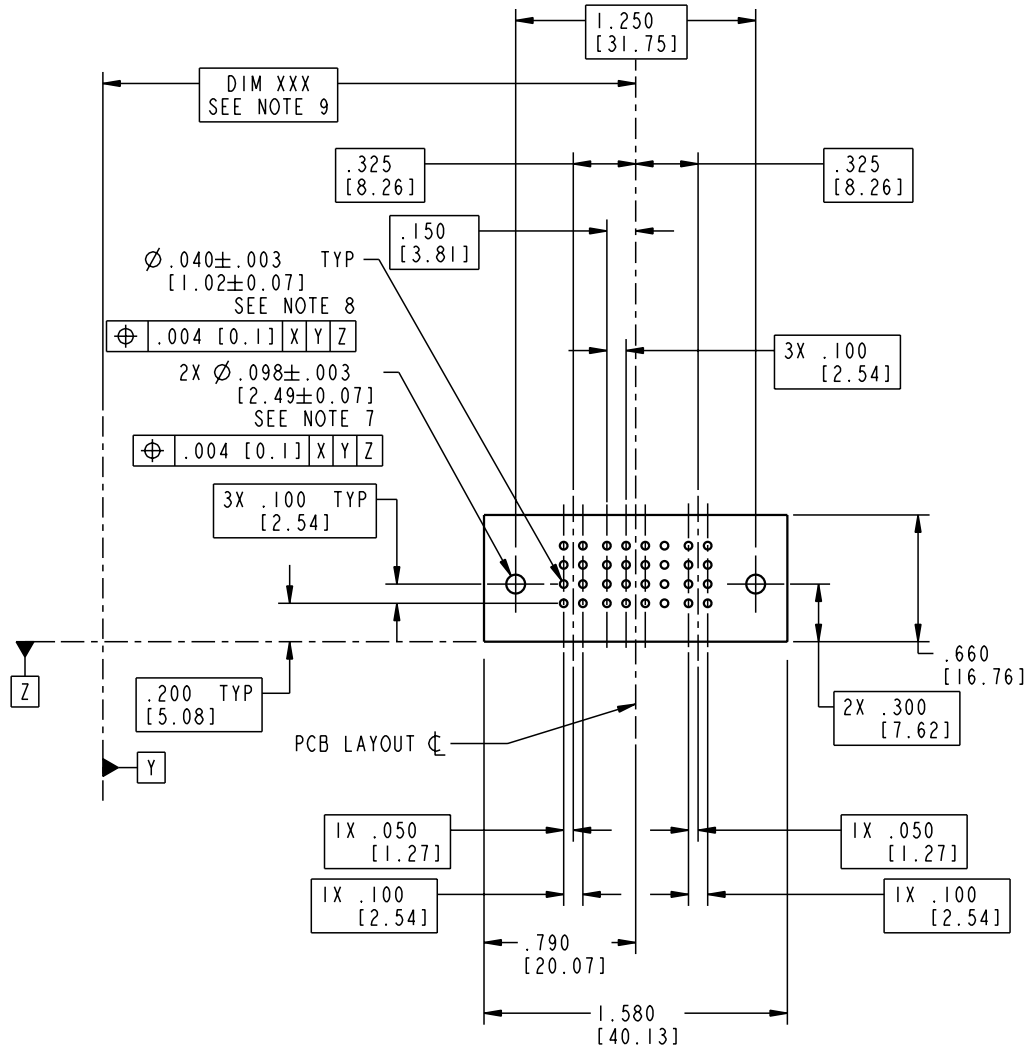 1.250
[31.75]
DIM XXX
SEE NOTE 9
.325
[8.26]
.325
[8.26]
.150
[3.81]
Ø.040±.003 TYP
[1.02±0.07]
SEE NOTE 8
⌖ .004 [0.1] X Y Z
3X .100
[2.54]
2X Ø.098±.003
[2.49±0.07]
SEE NOTE 7
⌖ .004 [0.1] X Y Z
3X .100 TYP
[2.54]
.660
[16.76]
Z
.200 TYP
[5.08]
2X .300
[7.62]
PCB LAYOUT ℄
Y
1X .050
[1.27]
1X .050
[1.27]
1X .100
[2.54]
1X .100
[2.54]
.790
[20.07]
1.580
[40.13]